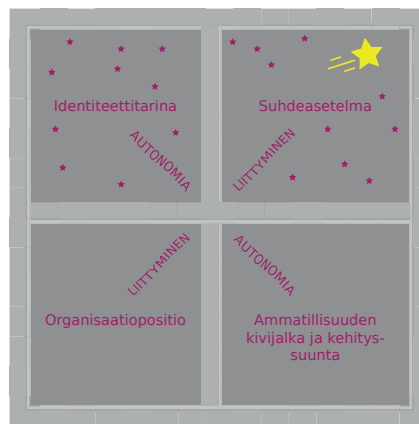 Identiteettitarina
AUTONOMIA
Suhdeasetelma
LIITTYMINEN
LIITTYMINEN
Organisaatiopositio
AUTONOMIA
Ammatillisuuden
kivijalka ja kehitys-
suunta